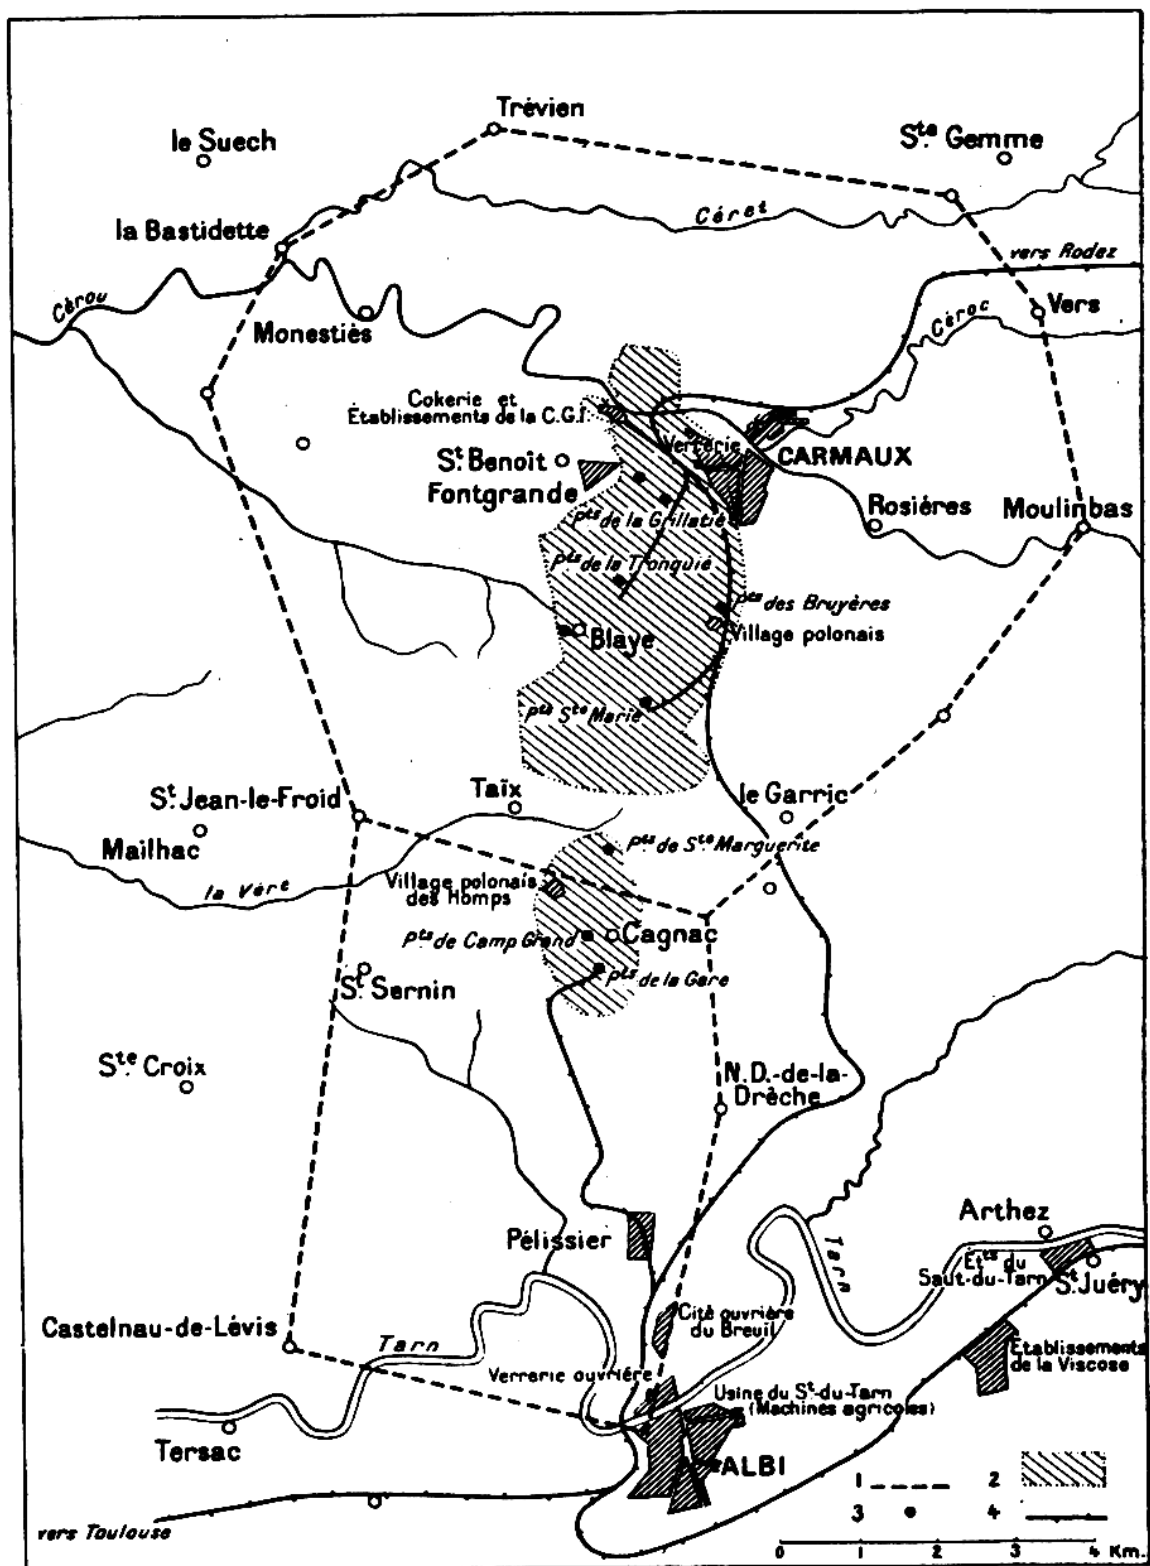 Trévien
le Suech
Ste Gemme
la Bastidette
Céret
vers Rodez
Cérou
Vers
Céroc
Monestiès
Cokerie et
Établissements de la C.G.I.
Verrerie
CARMAUX
St Benoît
Fontgrande
Rosières
Moulinbas
Pts de la Grillatié
Pts de la Tronquié
Pts des Bruyères
Village polonais
Blaye
Pts Ste Marie
St Jean-le-Froid
Taïx
le Garric
Mailhac
Pts de Ste Marguerite
la Vère
Village polonais
des Homps
Pts de Camp Grand
Cagnac
Pts de la Gare
St Sernin
Ste Croix
N.D.-de-la-
Drèche
Arthez
Pélissier
Tarn
Ets du
Saut-du-Tarn
St Juéry
Cité ouvrière
du Breuil
Castelnau-de-Lévis
Tarn
Établissements
de la Viscose
Verrerie ouvrière
Usine du St-du-Tarn
(Machines agricoles)
Tersac
ALBI
1
2
3
4
vers Toulouse
0 1 2 3 4 Km.